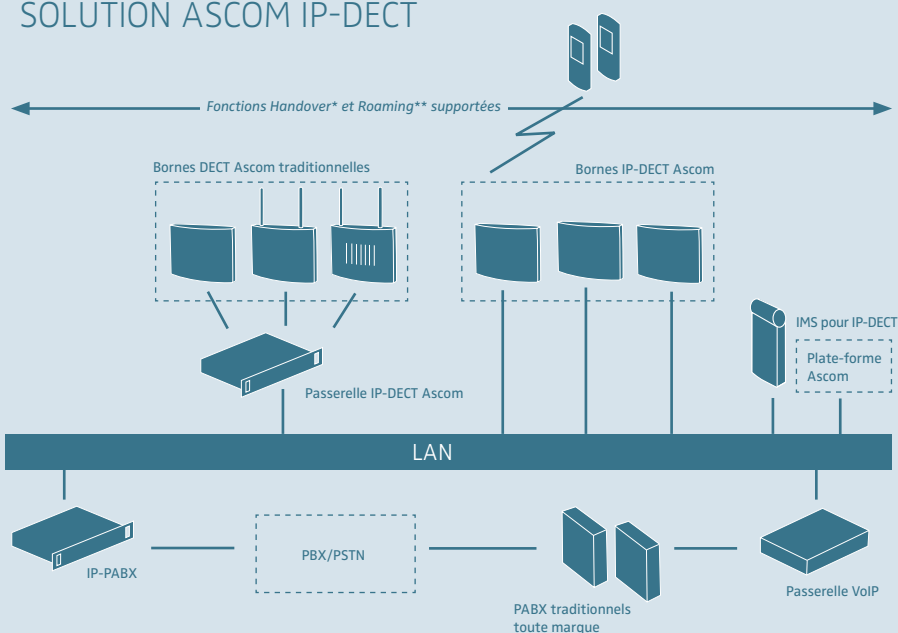 SOLUTION ASCOM IP-DECT
Fonctions Handover* et Roaming** supportées
Bornes DECT Ascom traditionnelles
Bornes IP-DECT Ascom
IMS pour IP-DECT
Plate-forme
Ascom
Passerelle IP-DECT Ascom
LAN
IP-PABX
PBX/PSTN
PABX traditionnels
toute marque
Passerelle VoIP